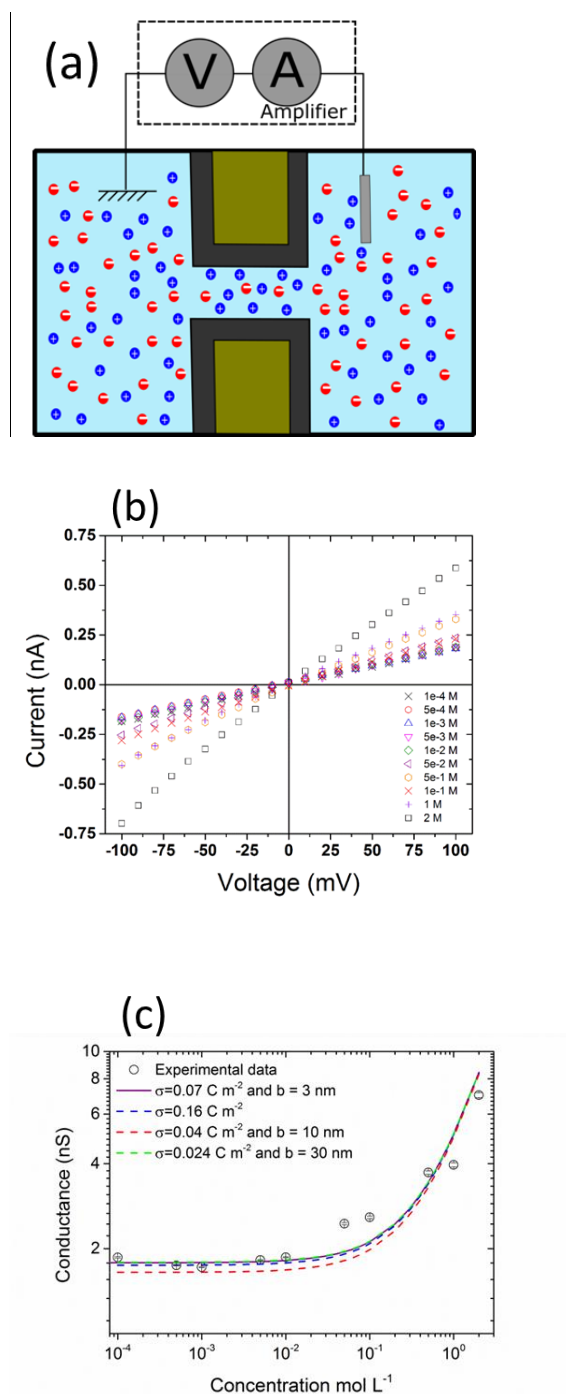 (a)
V
A
Amplifier
(b)
0.75
0.50
0.25
0.00
-0.25
-0.50
-0.75
Current (nA)
1e-4 M
5e-4 M
1e-3 M
5e-3 M
1e-2 M
5e-2 M
5e-1 M
1e-1 M
1 M
2 M
-100 -75 -50 -25 0 25 50 75 100
Voltage (mV)
(c)
10
8
6
4
2
Conductance (nS)
Experimental data
σ=0.07 C m⁻² and b = 3 nm
σ=0.16 C m⁻²
σ=0.04 C m⁻² and b = 10 nm
σ=0.024 C m⁻² and b = 30 nm
10⁻⁴ 10⁻³ 10⁻² 10⁻¹ 10⁰
Concentration mol L⁻¹